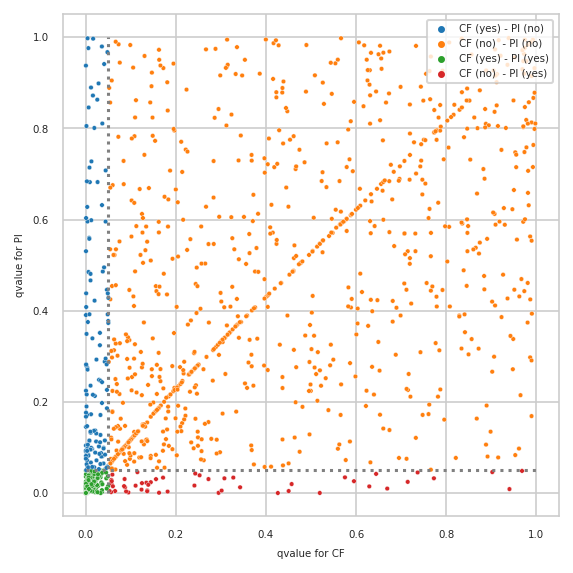 CF (yes) - PI (no)
CF (no) - PI (no)
CF (yes) - PI (yes)
CF (no) - PI (yes)
1.0
0.8
0.6
0.4
0.2
0.0
qvalue for PI
0.0 0.2 0.4 0.6 0.8 1.0
qvalue for CF